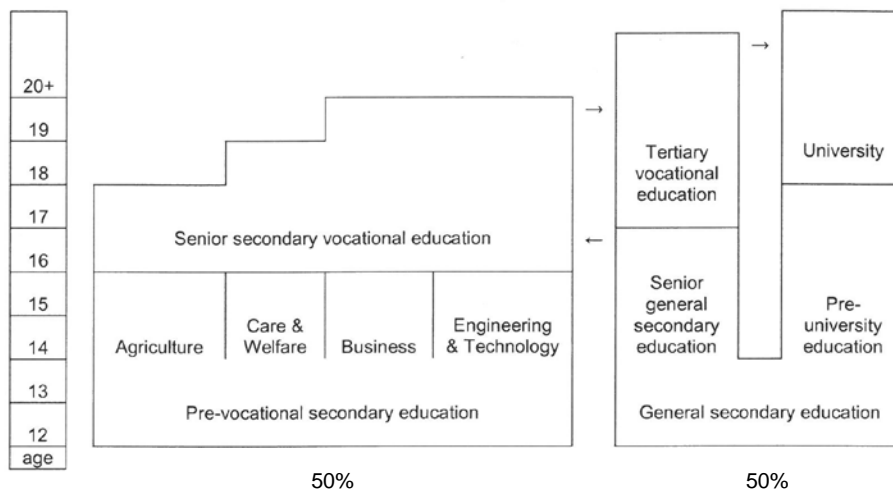 20+
19
18
17
16
15
14
13
12
age
Senior secondary vocational education
Agriculture
Care &
Welfare
Business
Engineering
& Technology
Pre-vocational secondary education
50%
→
←
Tertiary
vocational
education
→
University
Senior
general
secondary
education
Pre-
university
education
General secondary education
50%